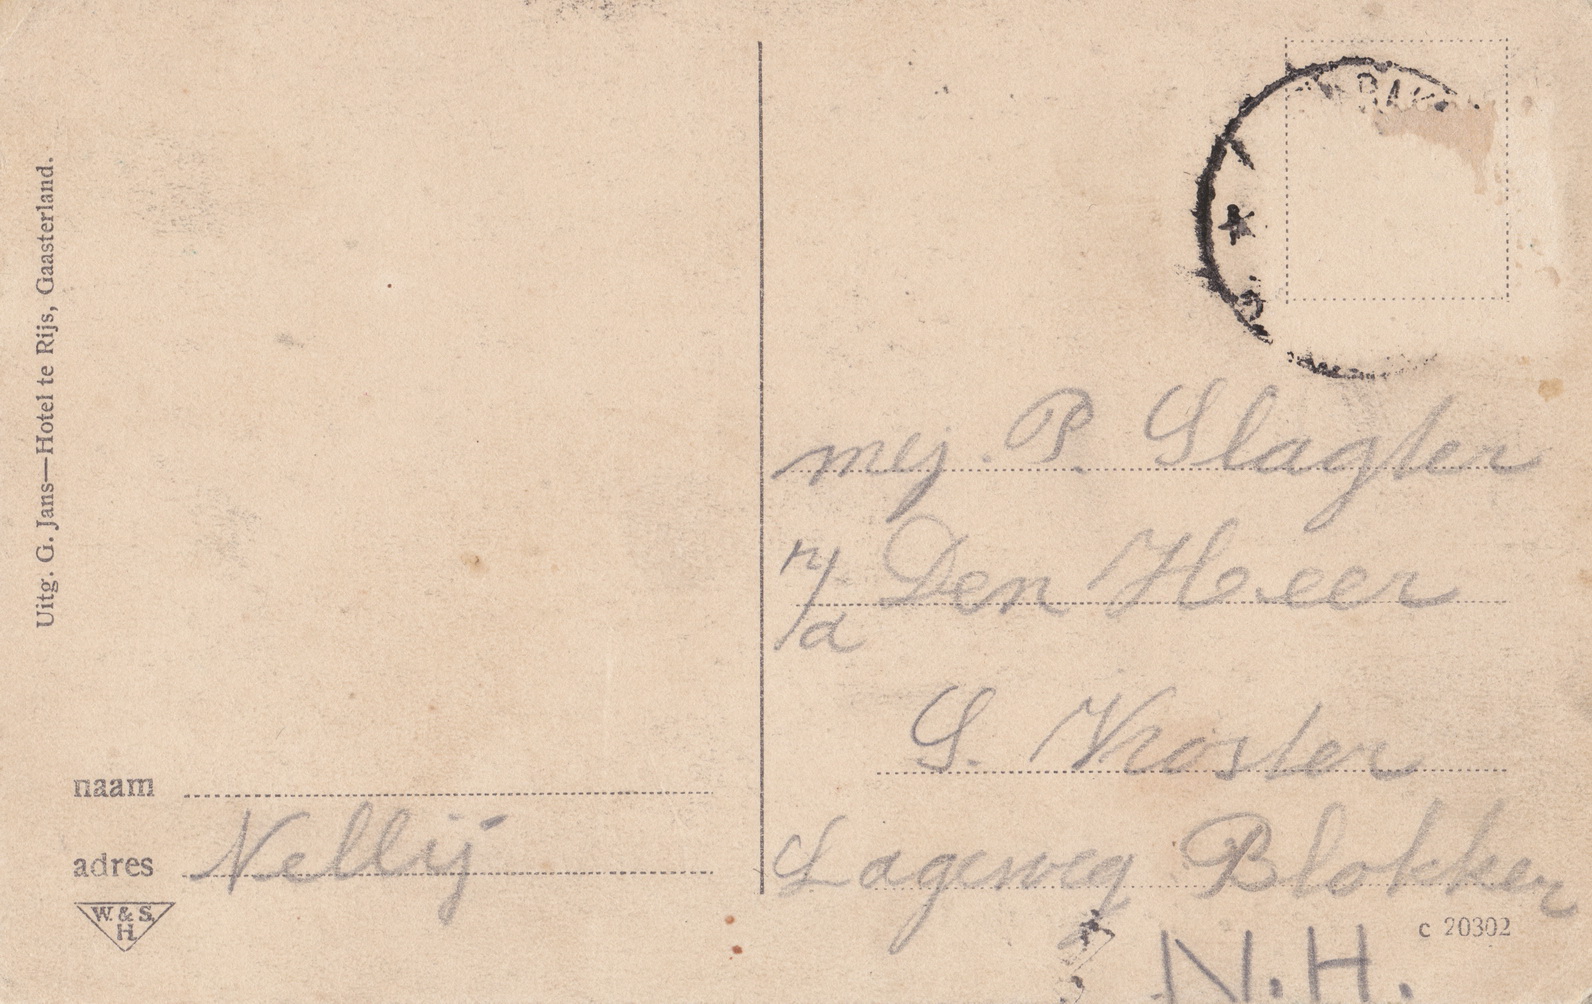 Uitg. G. Jans—Hotel te Rijs, Gaasterland.
naam
adres Nellij
W. & S.
H.
mej. P. Slagter
p/a Den Heer
S. Koster
Lageweg Blokker
N.H.
c 20302